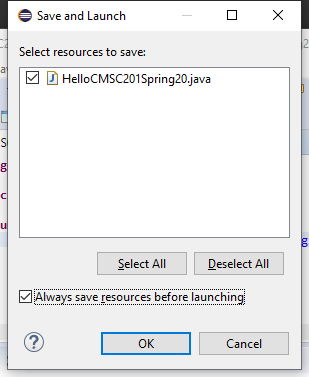 Save and Launch
Select resources to save:
HelloCMSC201Spring20.java
Select All
Deselect All
Always save resources before launching
OK
Cancel